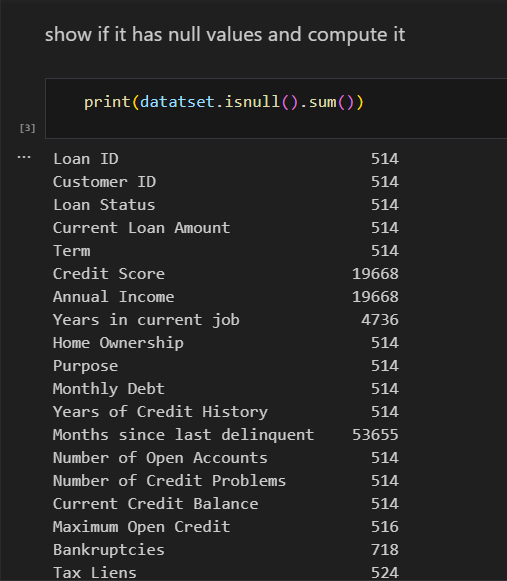 show if it has null values and compute it
print(datatset.isnull().sum())
[3]
... Loan ID 514
Customer ID 514
Loan Status 514
Current Loan Amount 514
Term 514
Credit Score 19668
Annual Income 19668
Years in current job 4736
Home Ownership 514
Purpose 514
Monthly Debt 514
Years of Credit History 514
Months since last delinquent 53655
Number of Open Accounts 514
Number of Credit Problems 514
Current Credit Balance 514
Maximum Open Credit 516
Bankruptcies 718
Tax Liens 524